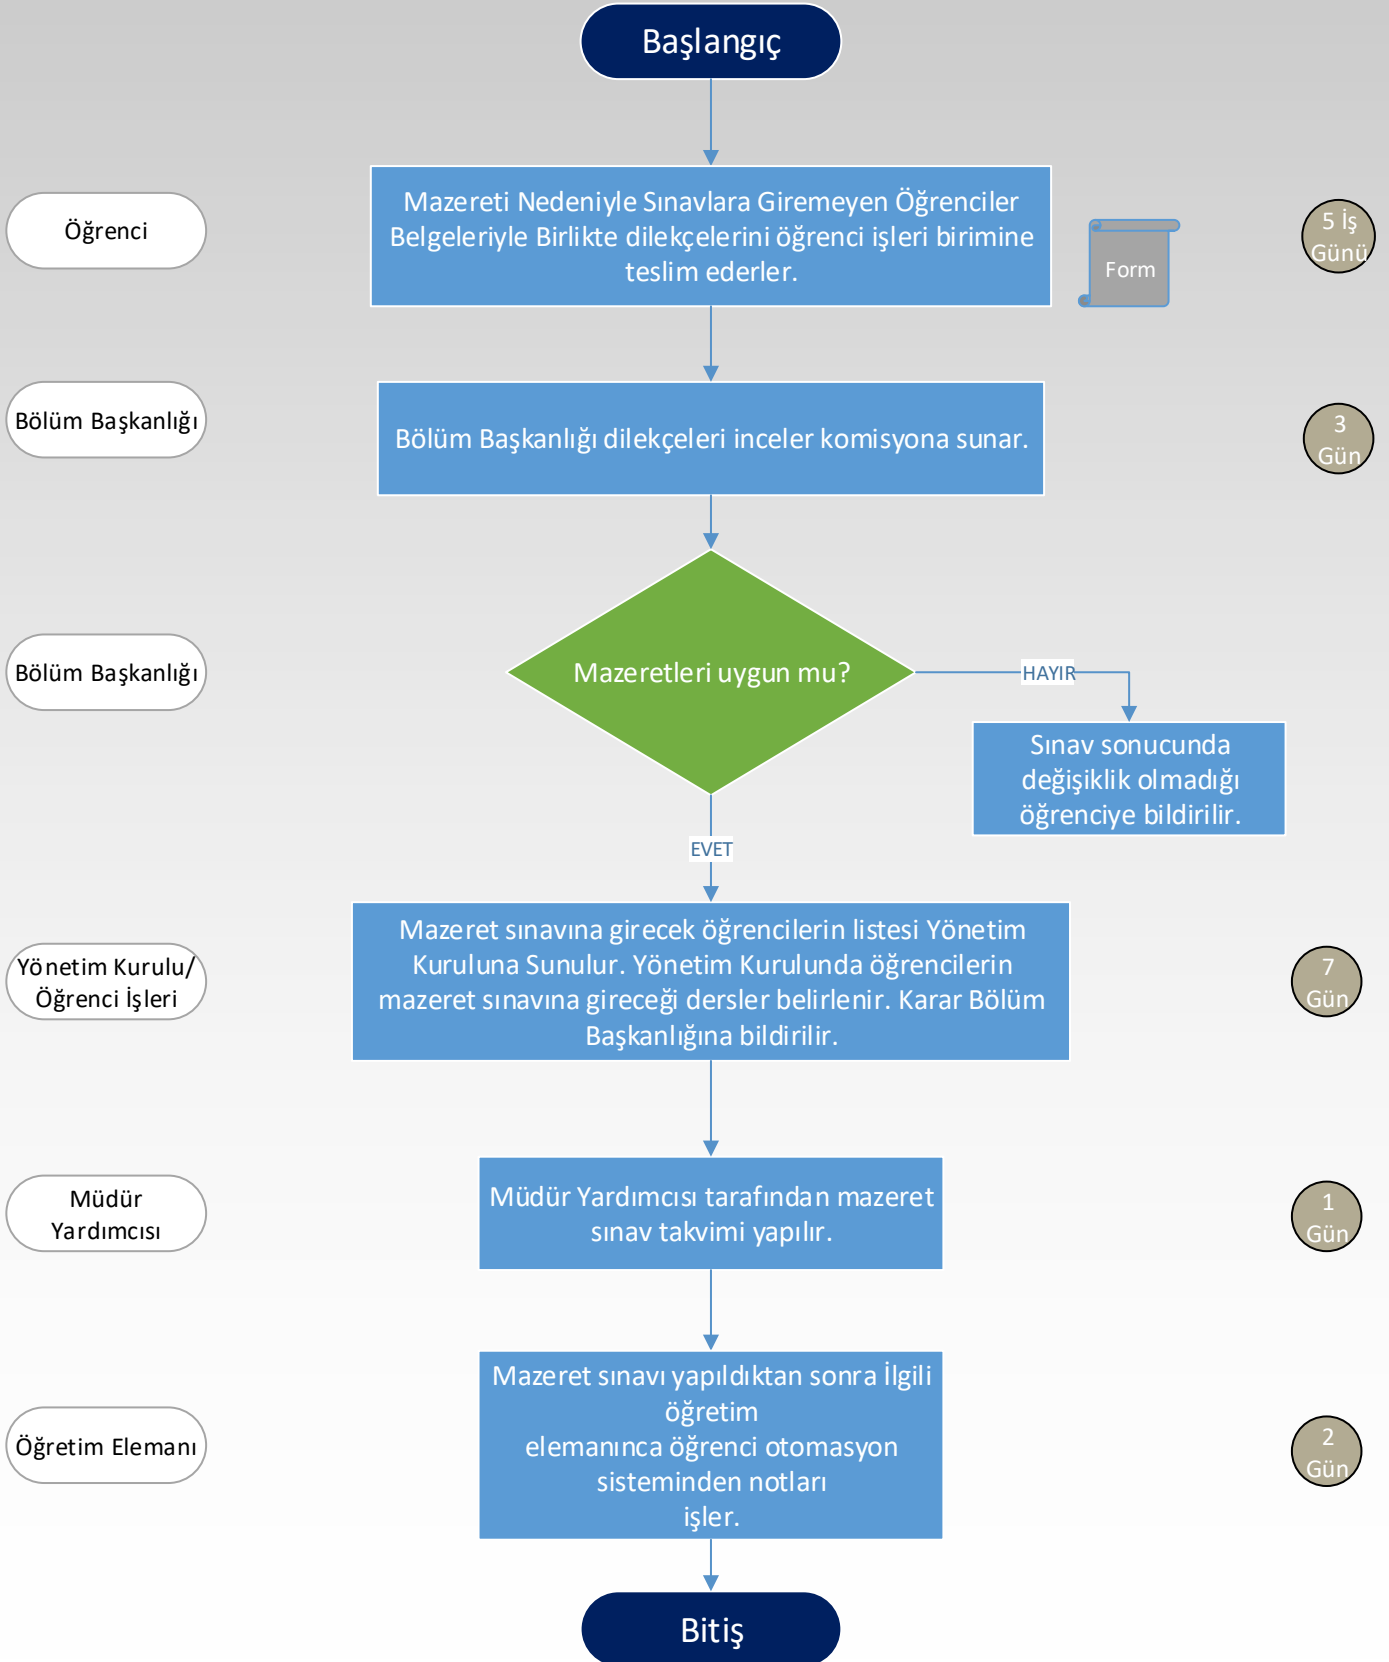 Başlangıç
Öğrenci
Mazereti Nedeniyle Sınavlara Giremeyen Öğrenciler
Belgeleriyle Birlikte dilekçelerini öğrenci işleri birimine
teslim ederler.
Form
5 İş
Günü
Bölüm Başkanlığı
Bölüm Başkanlığı dilekçeleri inceler komisyona sunar.
3
Gün
Bölüm Başkanlığı
Mazeretleri uygun mu?
HAYIR
Sınav sonucunda
değişiklik olmadığı
öğrenciye bildirilir.
EVET
Yönetim Kurulu/
Öğrenci İşleri
Mazeret sınavına girecek öğrencilerin listesi Yönetim
Kuruluna Sunulur. Yönetim Kurulunda öğrencilerin
mazeret sınavına gireceği dersler belirlenir. Karar Bölüm
Başkanlığına bildirilir.
7
Gün
Müdür
Yardımcısı
Müdür Yardımcısı tarafından mazeret
sınav takvimi yapılır.
1
Gün
Öğretim Elemanı
Mazeret sınavı yapıldıktan sonra İlgili
öğretim
elemanınca öğrenci otomasyon
sisteminden notları
işler.
2
Gün
Bitiş